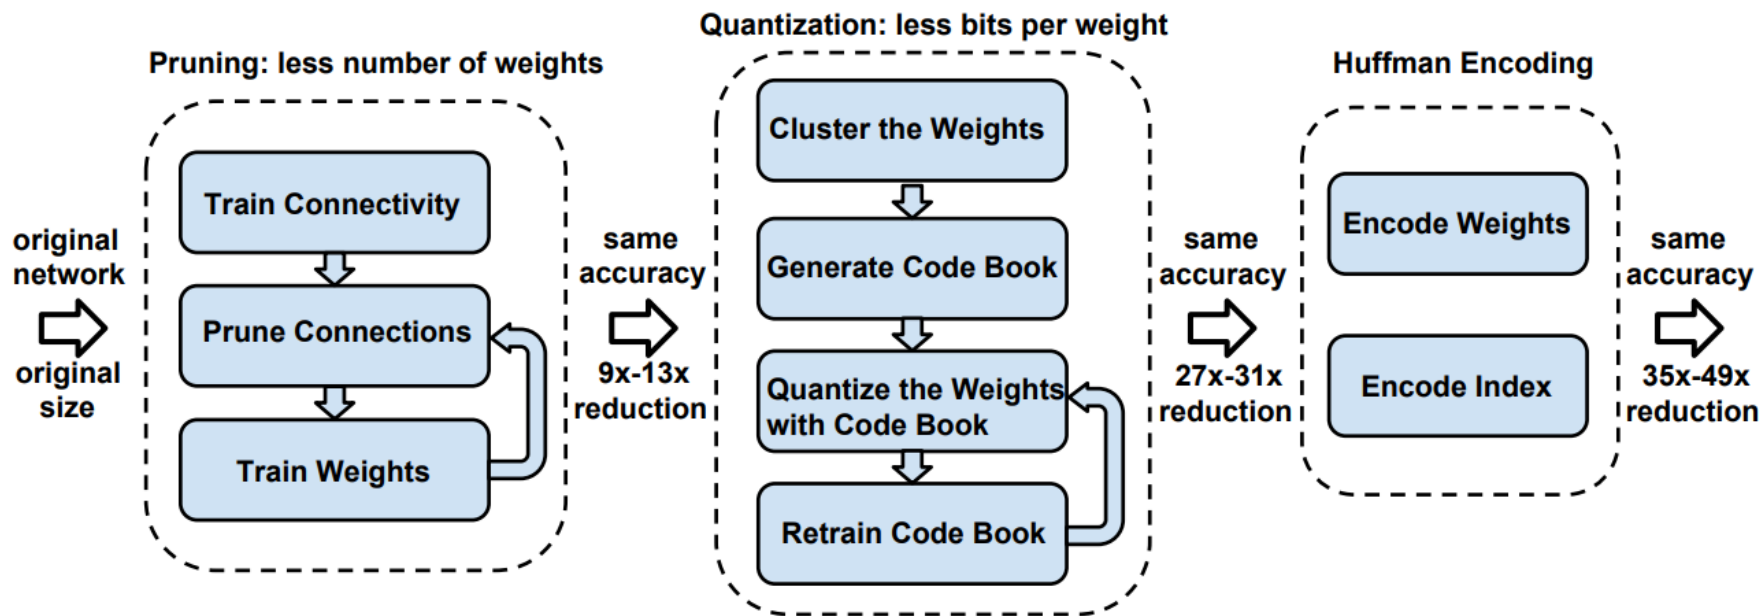 Pruning: less number of weights
Quantization: less bits per weight
Huffman Encoding
original
network
original
size
Train Connectivity
Prune Connections
Train Weights
same
accuracy
9x-13x
reduction
Cluster the Weights
Generate Code Book
Quantize the Weights
with Code Book
Retrain Code Book
same
accuracy
27x-31x
reduction
Encode Weights
Encode Index
same
accuracy
35x-49x
reduction